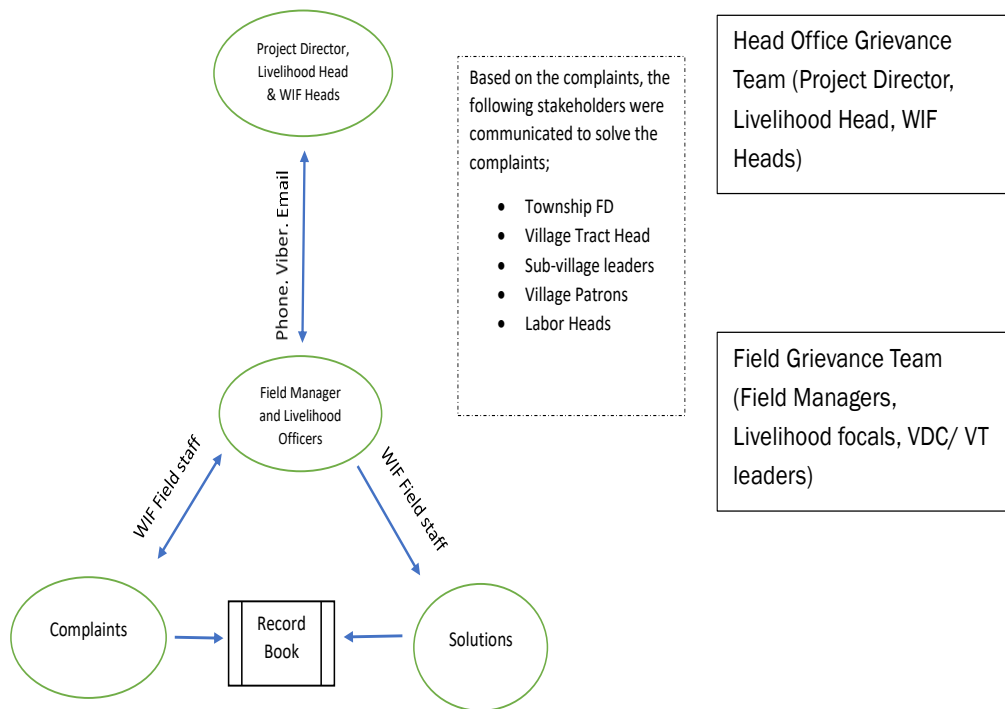 Project Director,
Livelihood Head
& WIF Heads
Based on the complaints, the
following stakeholders were
communicated to solve the
complaints;
• Township FD
• Village Tract Head
• Sub-village leaders
• Village Patrons
• Labor Heads
Head Office Grievance
Team (Project Director,
Livelihood Head, WIF
Heads)
Phone. Viber. Email
Field Manager
and Livelihood
Officers
Field Grievance Team
(Field Managers,
Livelihood focals, VDC/ VT
leaders)
WIF Field staff
WIF Field staff
Complaints
Record
Book
Solutions